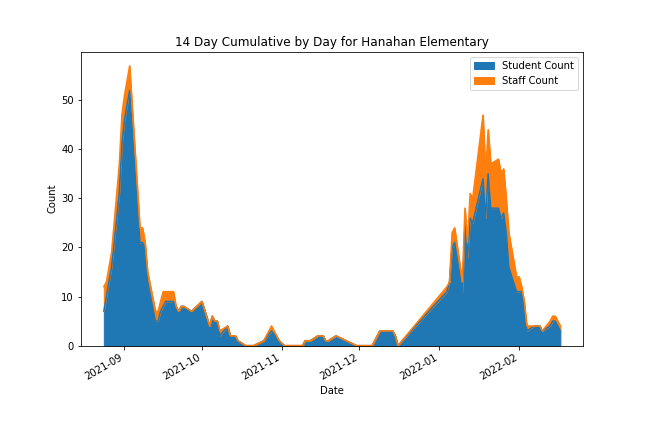 14 Day Cumulative by Day for Hanahan Elementary
Student Count
Staff Count
50
40
30
20
10
0
Count
2021-09
2021-10
2021-11
2021-12
2022-01
2022-02
Date